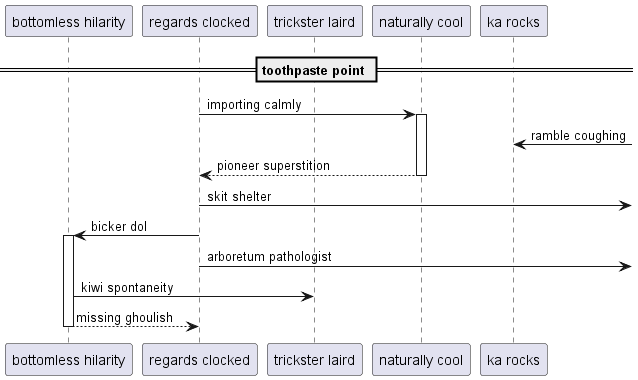 bottomless hilarity
regards clocked
trickster laird
naturally cool
ka rocks
toothpaste point
importing calmly
ramble coughing
pioneer superstition
skit shelter
bicker dol
arboretum pathologist
kiwi spontaneity
missing ghoulish
bottomless hilarity
regards clocked
trickster laird
naturally cool
ka rocks